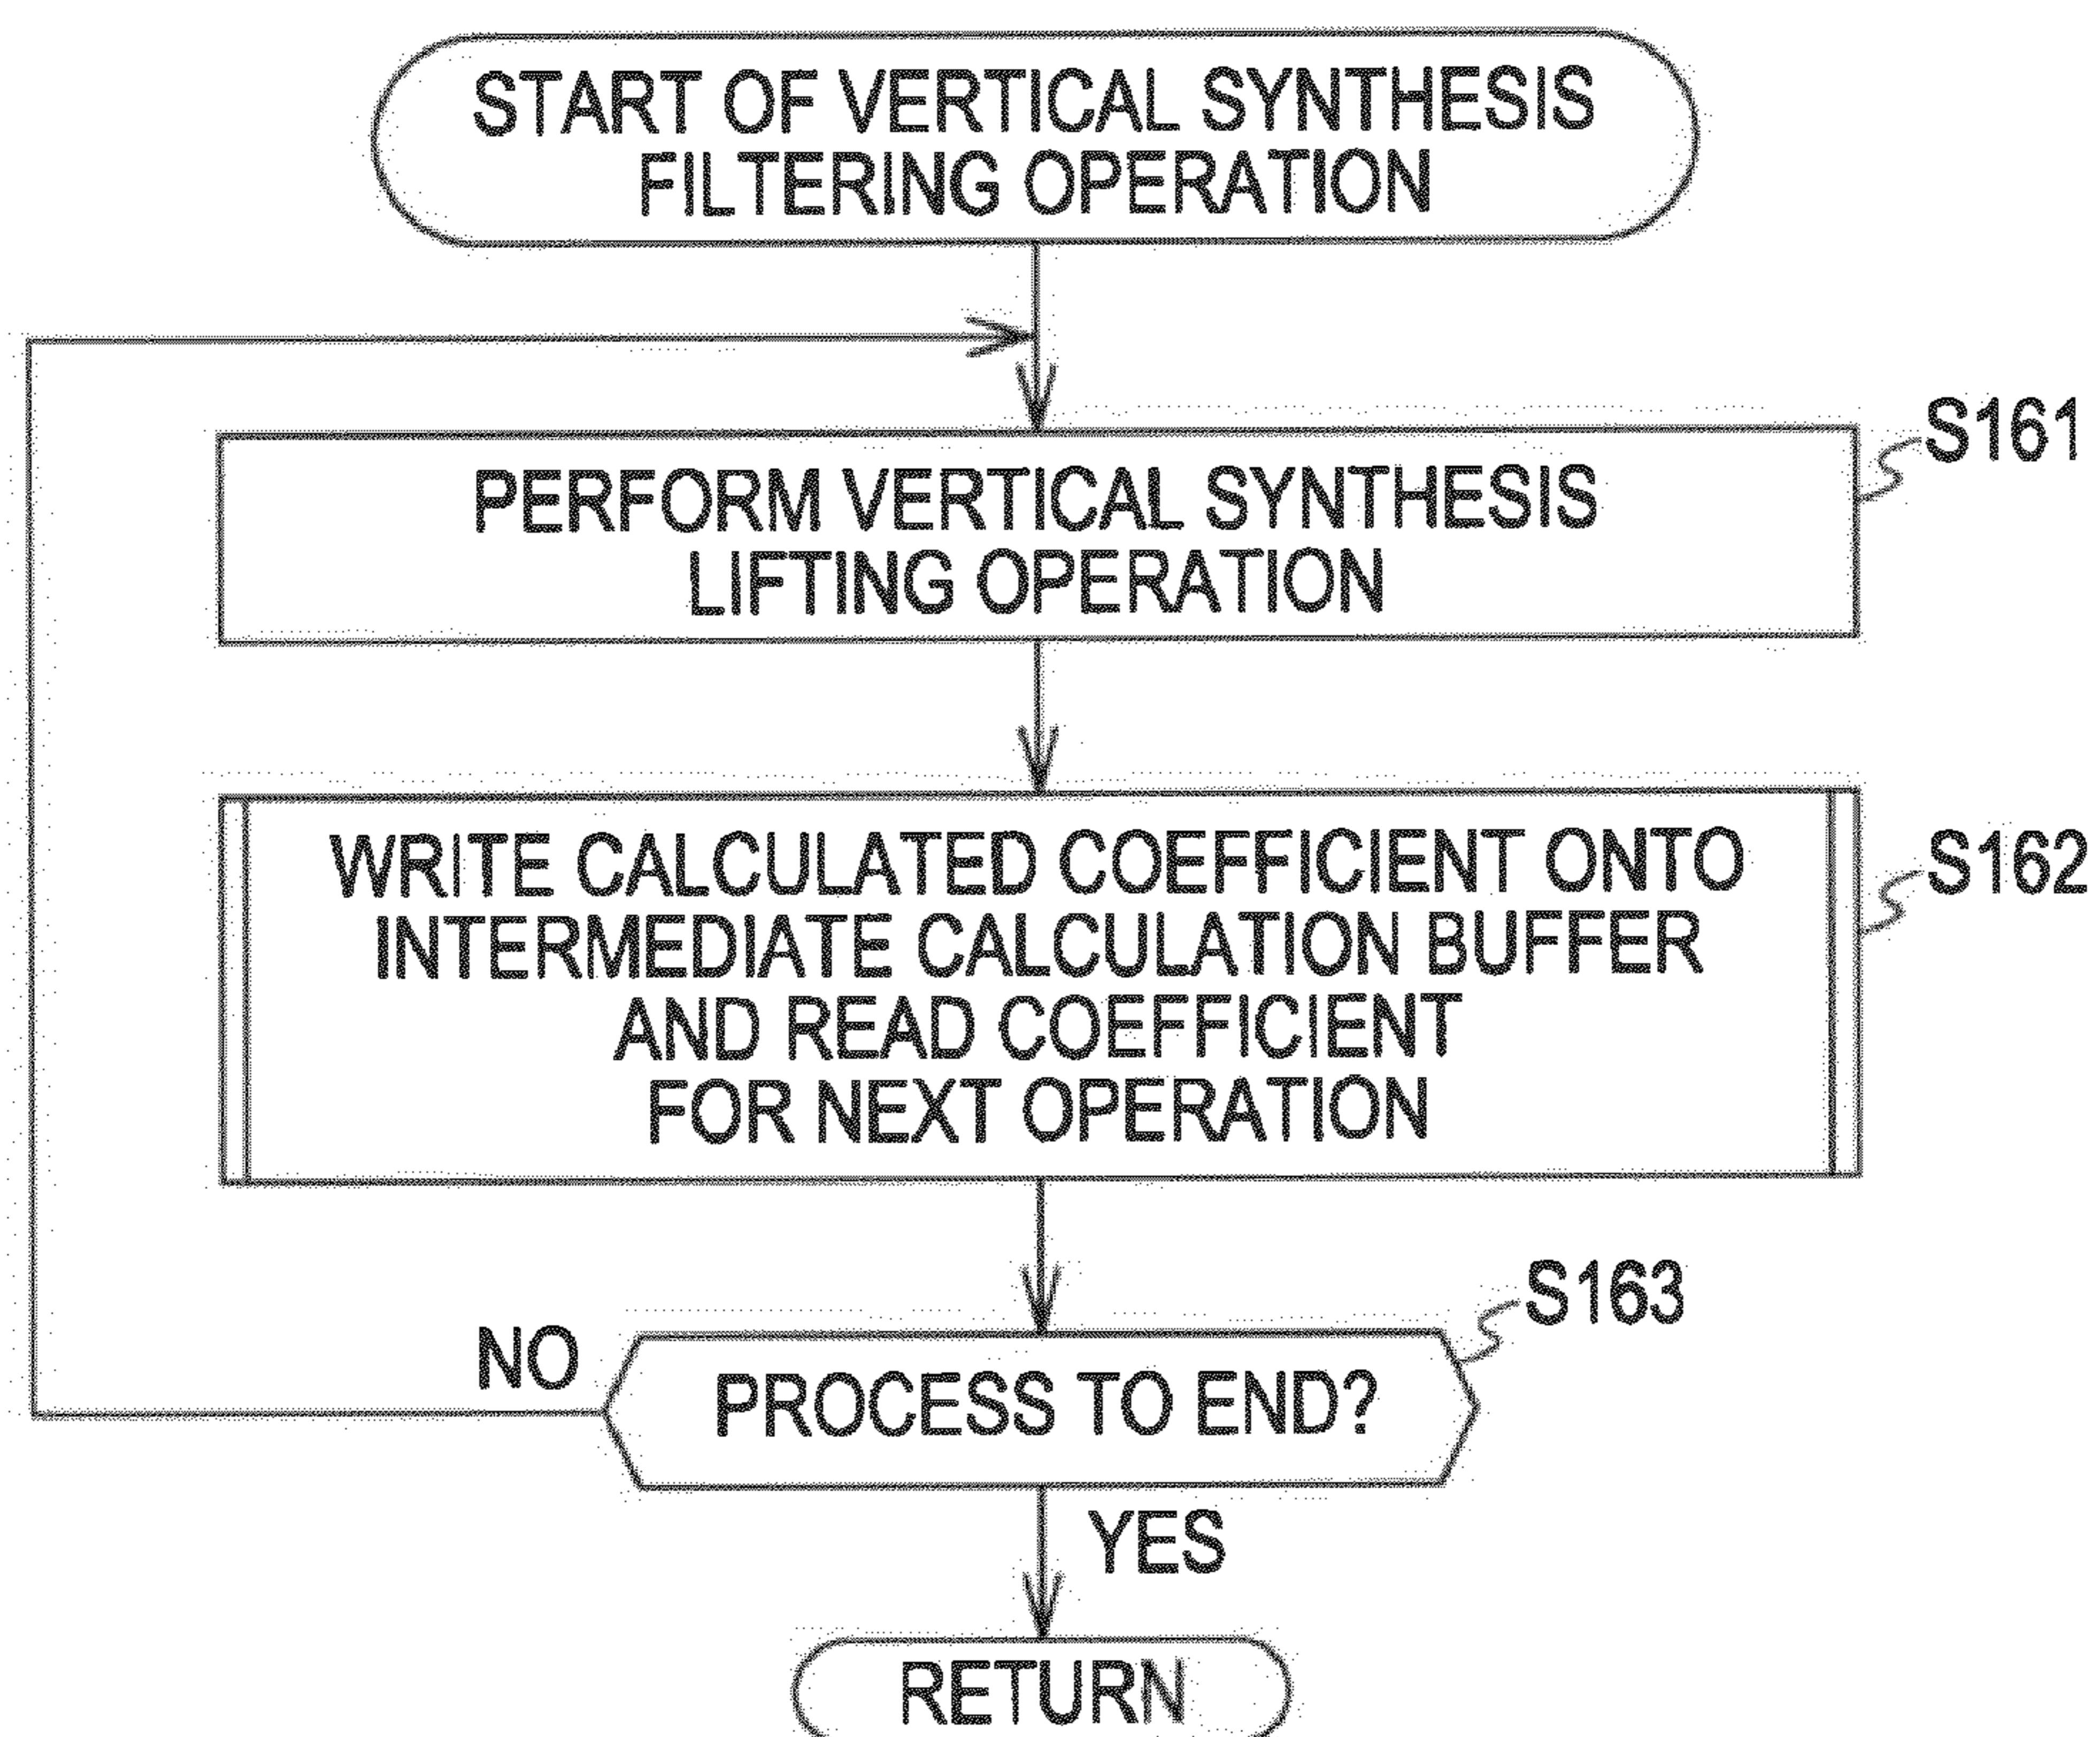 START OF VERTICAL SYNTHESIS
FILTERING OPERATION
S161
PERFORM VERTICAL SYNTHESIS
LIFTING OPERATION
S162
WRITE CALCULATED COEFFICIENT ONTO
INTERMEDIATE CALCULATION BUFFER
AND READ COEFFICIENT
FOR NEXT OPERATION
S163
NO
PROCESS TO END?
YES
RETURN